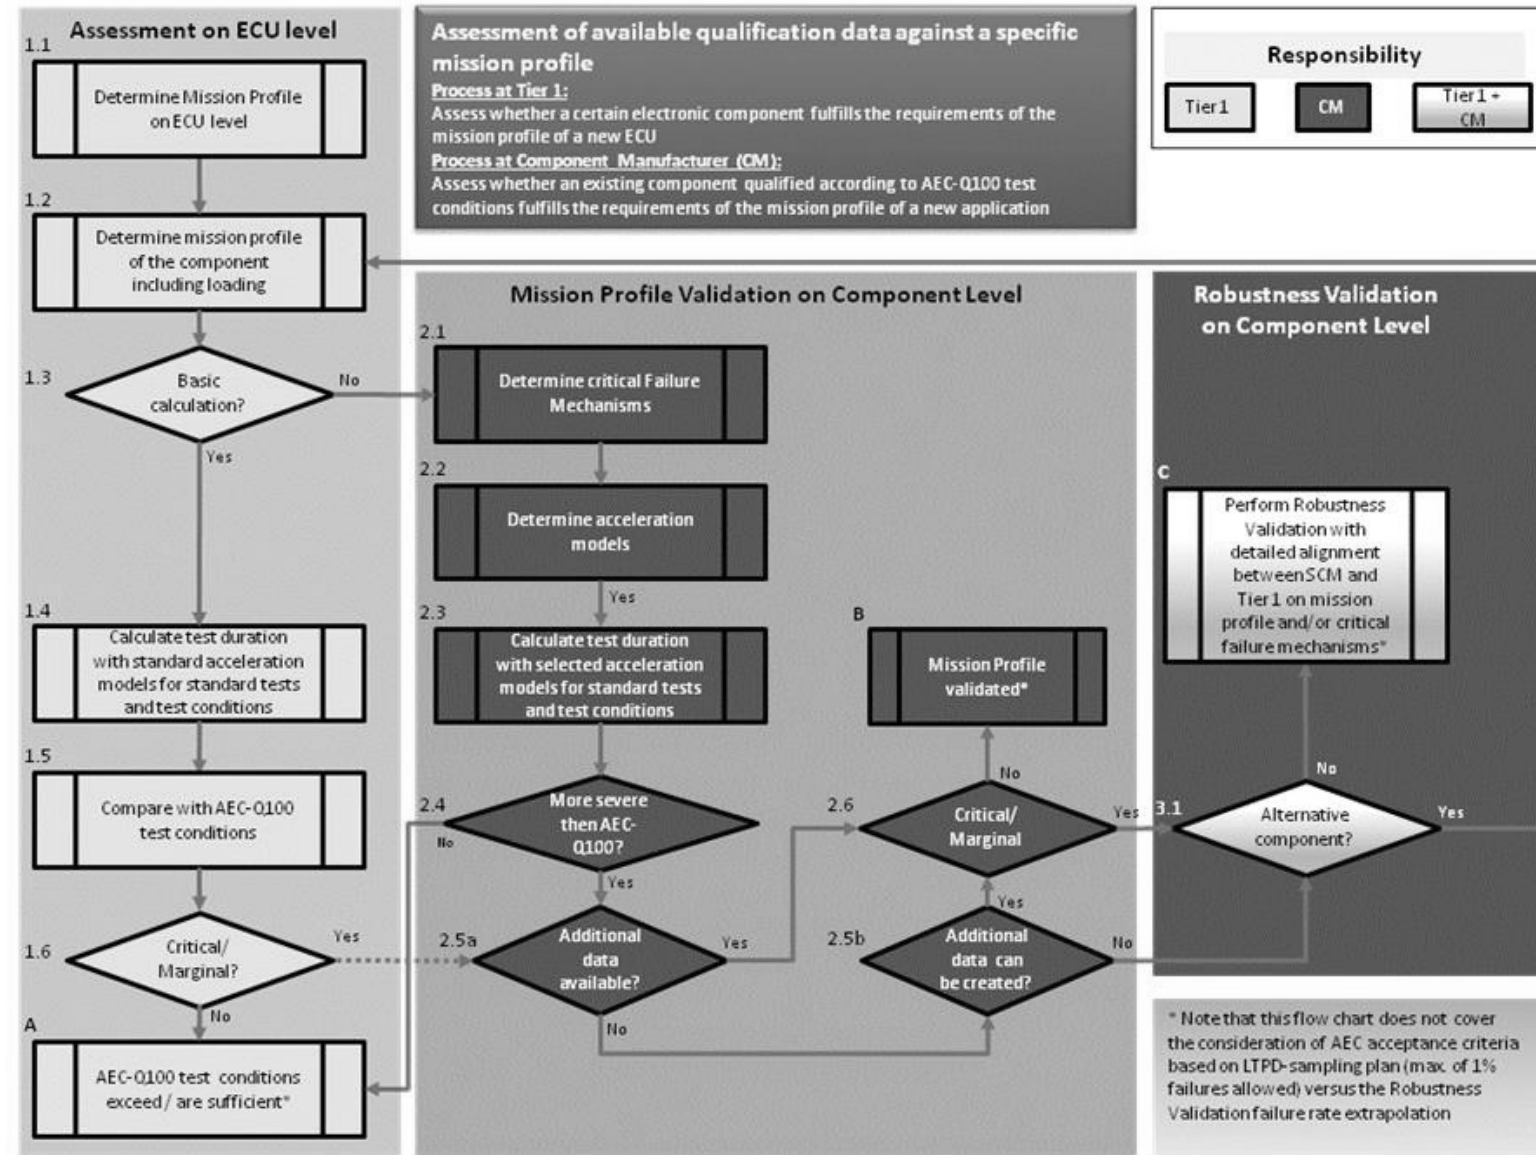 Assessment on ECU level
1.1
Determine Mission Profile
on ECU level
1.2
Determine mission profile
of the component
including loading
1.3
Basic
calculation?
No
Yes
1.4
Calculate test duration
with standard acceleration
models for standard tests
and test conditions
1.5
Compare with AEC-Q100
test conditions
1.6
Critical/
Marginal?
Yes
No
A
AEC-Q100 test conditions
exceed / are sufficient*
Assessment of available qualification data against a specific
mission profile
Process at Tier 1:
Assess whether a certain electronic component fulfills the requirements of the
mission profile of a new ECU
Process at Component Manufacturer (CM):
Assess whether an existing component qualified according to AEC-Q100 test
conditions fulfills the requirements of the mission profile of a new application
Mission Profile Validation on Component Level
2.1
Determine critical Failure
Mechanisms
2.2
Determine acceleration
models
Yes
2.3
Calculate test duration
with selected acceleration
models for standard tests
and test conditions
2.4
More severe
then AEC-
Q100?
No
Yes
2.5a
Additional
data
available?
Yes
No
B
Mission Profile
validated*
No
2.6
Critical/
Marginal
Yes
Yes
2.5b
Additional
data can
be created?
No
Responsibility
Tier1
CM
Tier1 +
CM
Robustness Validation
on Component Level
C
Perform Robustness
Validation with
detailed alignment
between SCM and
Tier1 on mission
profile and/or critical
failure mechanisms*
No
3.1
Alternative
component?
Yes
* Note that this flow chart does not cover
the consideration of AEC acceptance criteria
based on LTPD-sampling plan (max. of 1%
failures allowed) versus the Robustness
Validation failure rate extrapolation